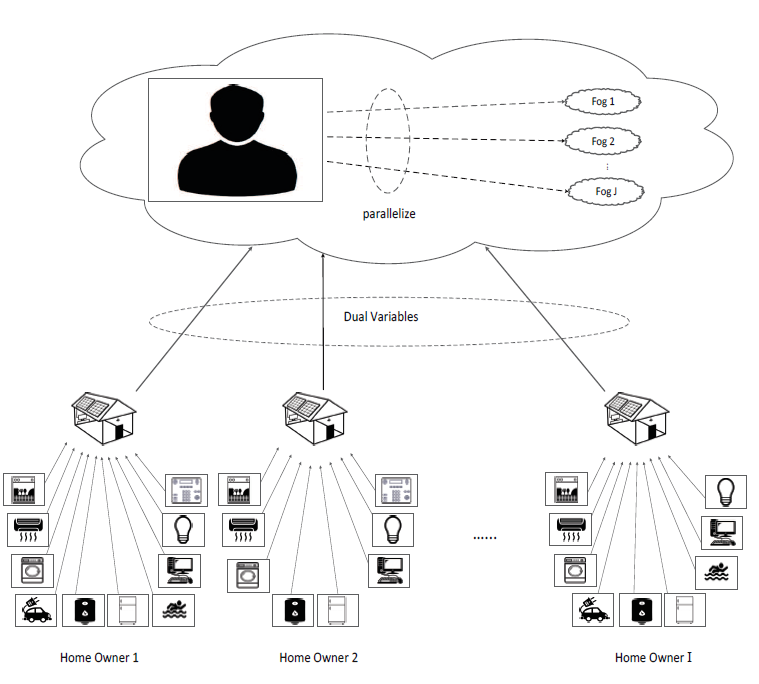 Fog 1
Fog 2
⋮
Fog J
parallelize
Dual Variables
......
Home Owner 1
Home Owner 2
Home Owner I